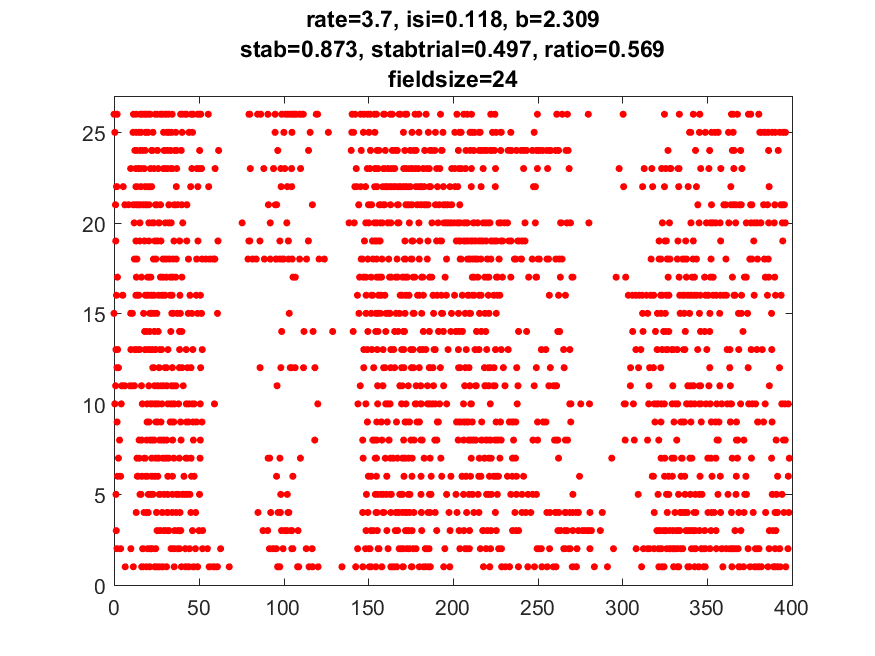 rate=3.7, isi=0.118, b=2.309
stab=0.873, stabtrial=0.497, ratio=0.569
fieldsize=24
25
20
15
10
5
0
0 50 100 150 200 250 300 350 400